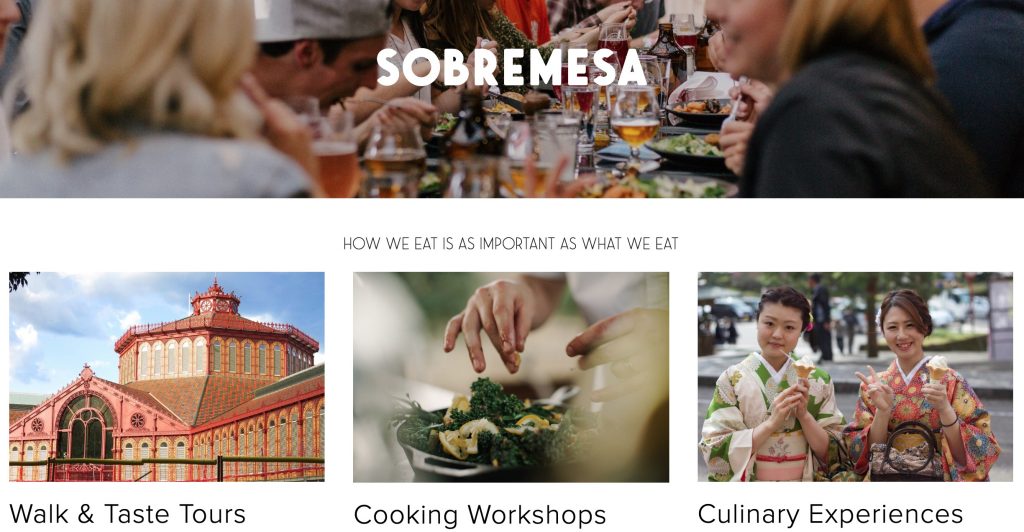 SOBREMESA
HOW WE EAT IS AS IMPORTANT AS WHAT WE EAT
Walk & Taste Tours
Cooking Workshops
Culinary Experiences